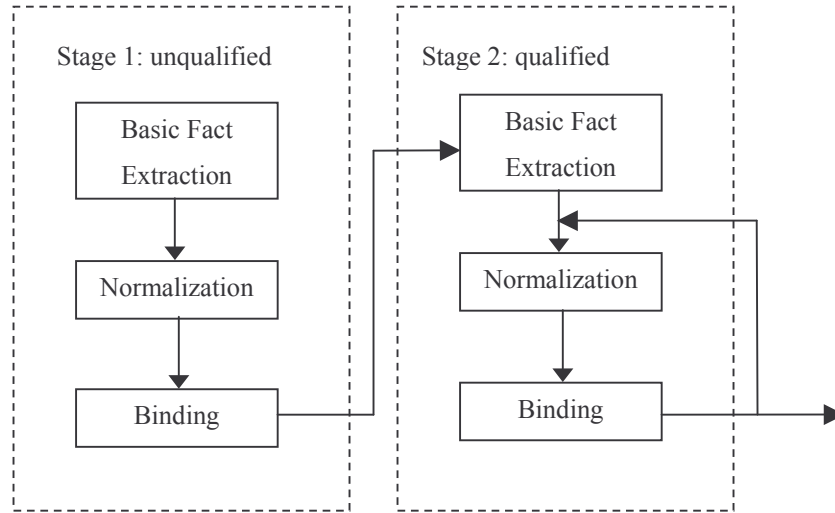 Stage 1: unqualified
Basic Fact
Extraction
Normalization
Binding
Stage 2: qualified
Basic Fact
Extraction
Normalization
Binding